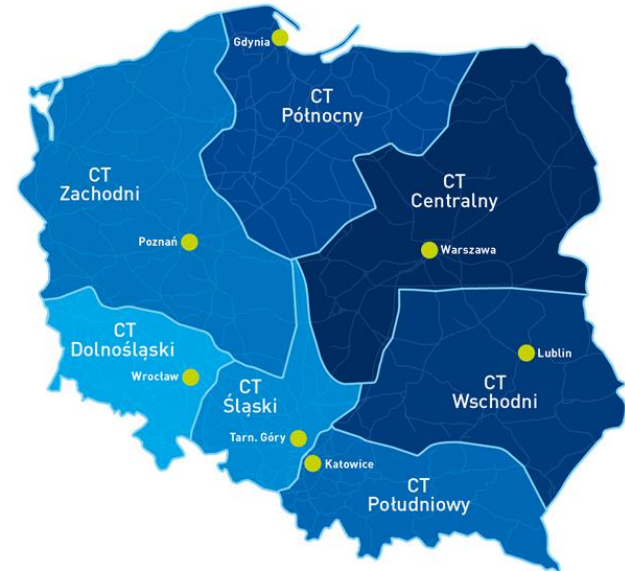 Gdynia
CT
Północny
CT
Zachodni
CT
Centralny
Poznań
Warszawa
CT
Dolnośląski
Wrocław
Lublin
CT
Śląski
CT
Wschodni
Tarn. Góry
Katowice
CT
Południowy